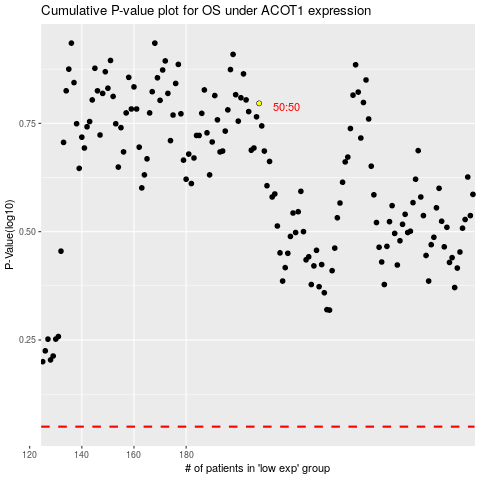 Cumulative P-value plot for OS under ACOT1 expression
P-Value(log10)
0.75
0.50
0.25
50:50
120 140 160 180
# of patients in 'low exp' group